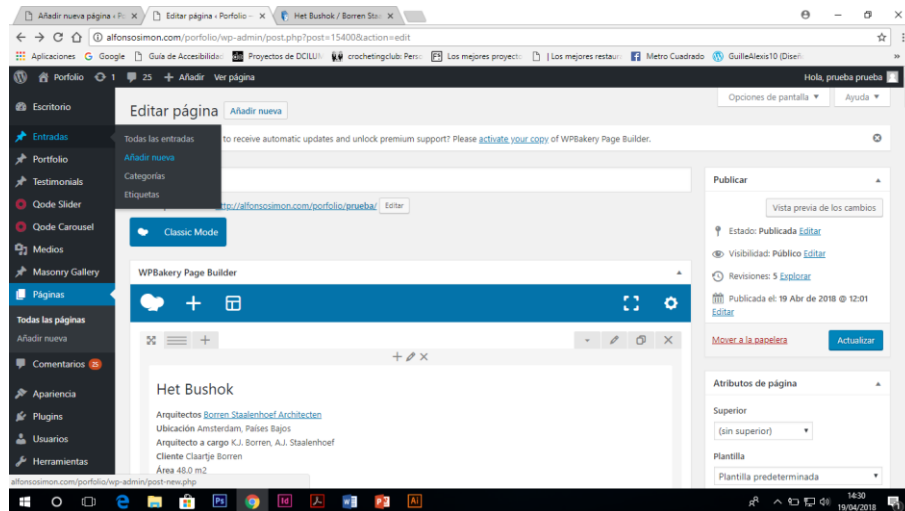 Añadir nueva página ‹ Po
Editar página ‹ Porfolio –
Het Bushok / Borren Staa
alfonsosimon.com/porfolio/wp-admin/post.php?post=15400&action=edit
Aplicaciones G Google Guía de Accesibilidad Proyectos de DCILUM crochetingclub: Perso Los mejores proyecto | Los mejores restaura Metro Cuadrado GuilleAlexis10 (Diseñ
Porfolio 1 25 + Añadir Ver página Hola, prueba prueba
Opciones de pantalla Ayuda
Escritorio
Editar página Añadir nueva
Entradas
Todas las entradas
Añadir nueva
Categorías
Etiquetas
to receive automatic updates and unlock premium support? Please activate your copy of WPBakery Page Builder.
Portfolio
Testimonials
Qode Slider
Qode Carousel
Medios
Masonry Gallery
Páginas
Todas las páginas
Añadir nueva
Comentarios 25
Apariencia
Plugins
Usuarios
Herramientas
ttp://alfonsosimon.com/porfolio/prueba/ Editar
Classic Mode
WPBakery Page Builder
Het Bushok
Arquitectos Borren Staalenhoef Architecten
Ubicación Amsterdam, Países Bajos
Arquitecto a cargo K.J. Borren, A.J. Staalenhoef
Cliente Claartje Borren
Área 48.0 m2
Publicar
Vista previa de los cambios
Estado: Publicada Editar
Visibilidad: Público Editar
Revisiones: 5 Explorar
Publicada el: 19 Abr de 2018 @ 12:01
Editar
Mover a la papelera Actualizar
Atributos de página
Superior
(sin superior)
Plantilla
Plantilla predeterminada
alfonsosimon.com/porfolio/wp-admin/post-new.php
Ps Id Ai
14:30
19/04/2018